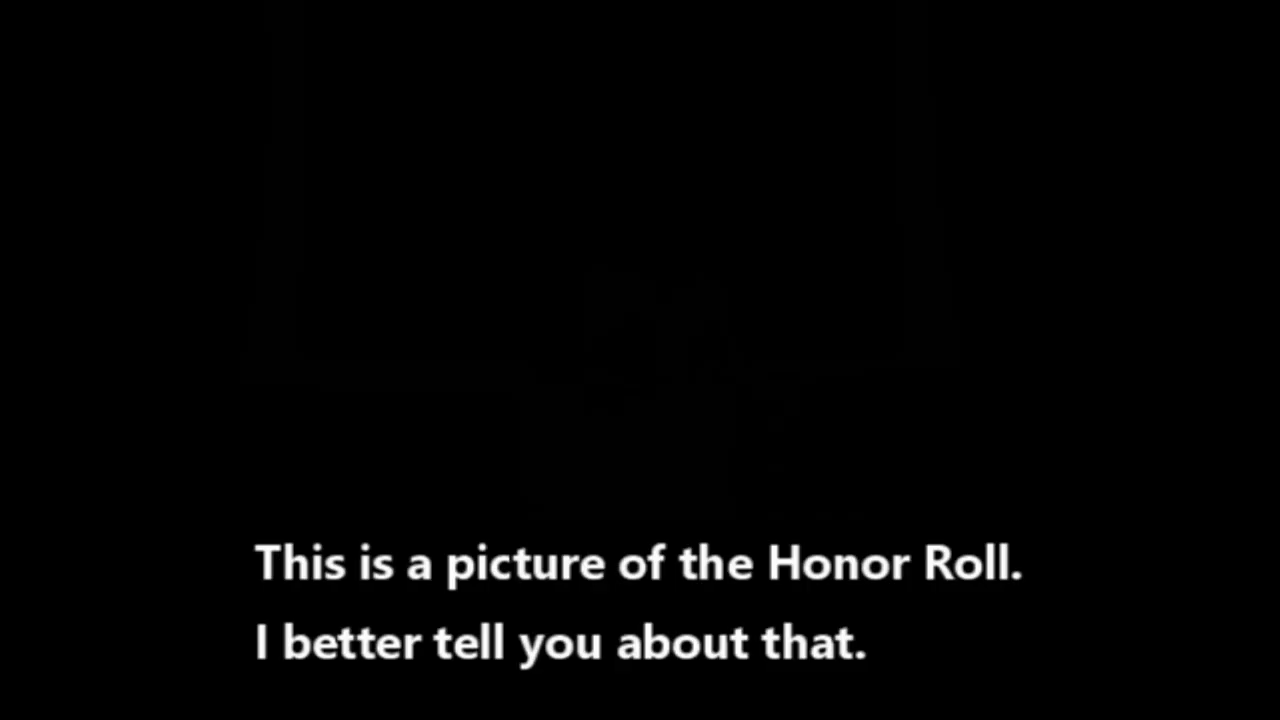 This is a picture of the Honor Roll.
I better tell you about that.